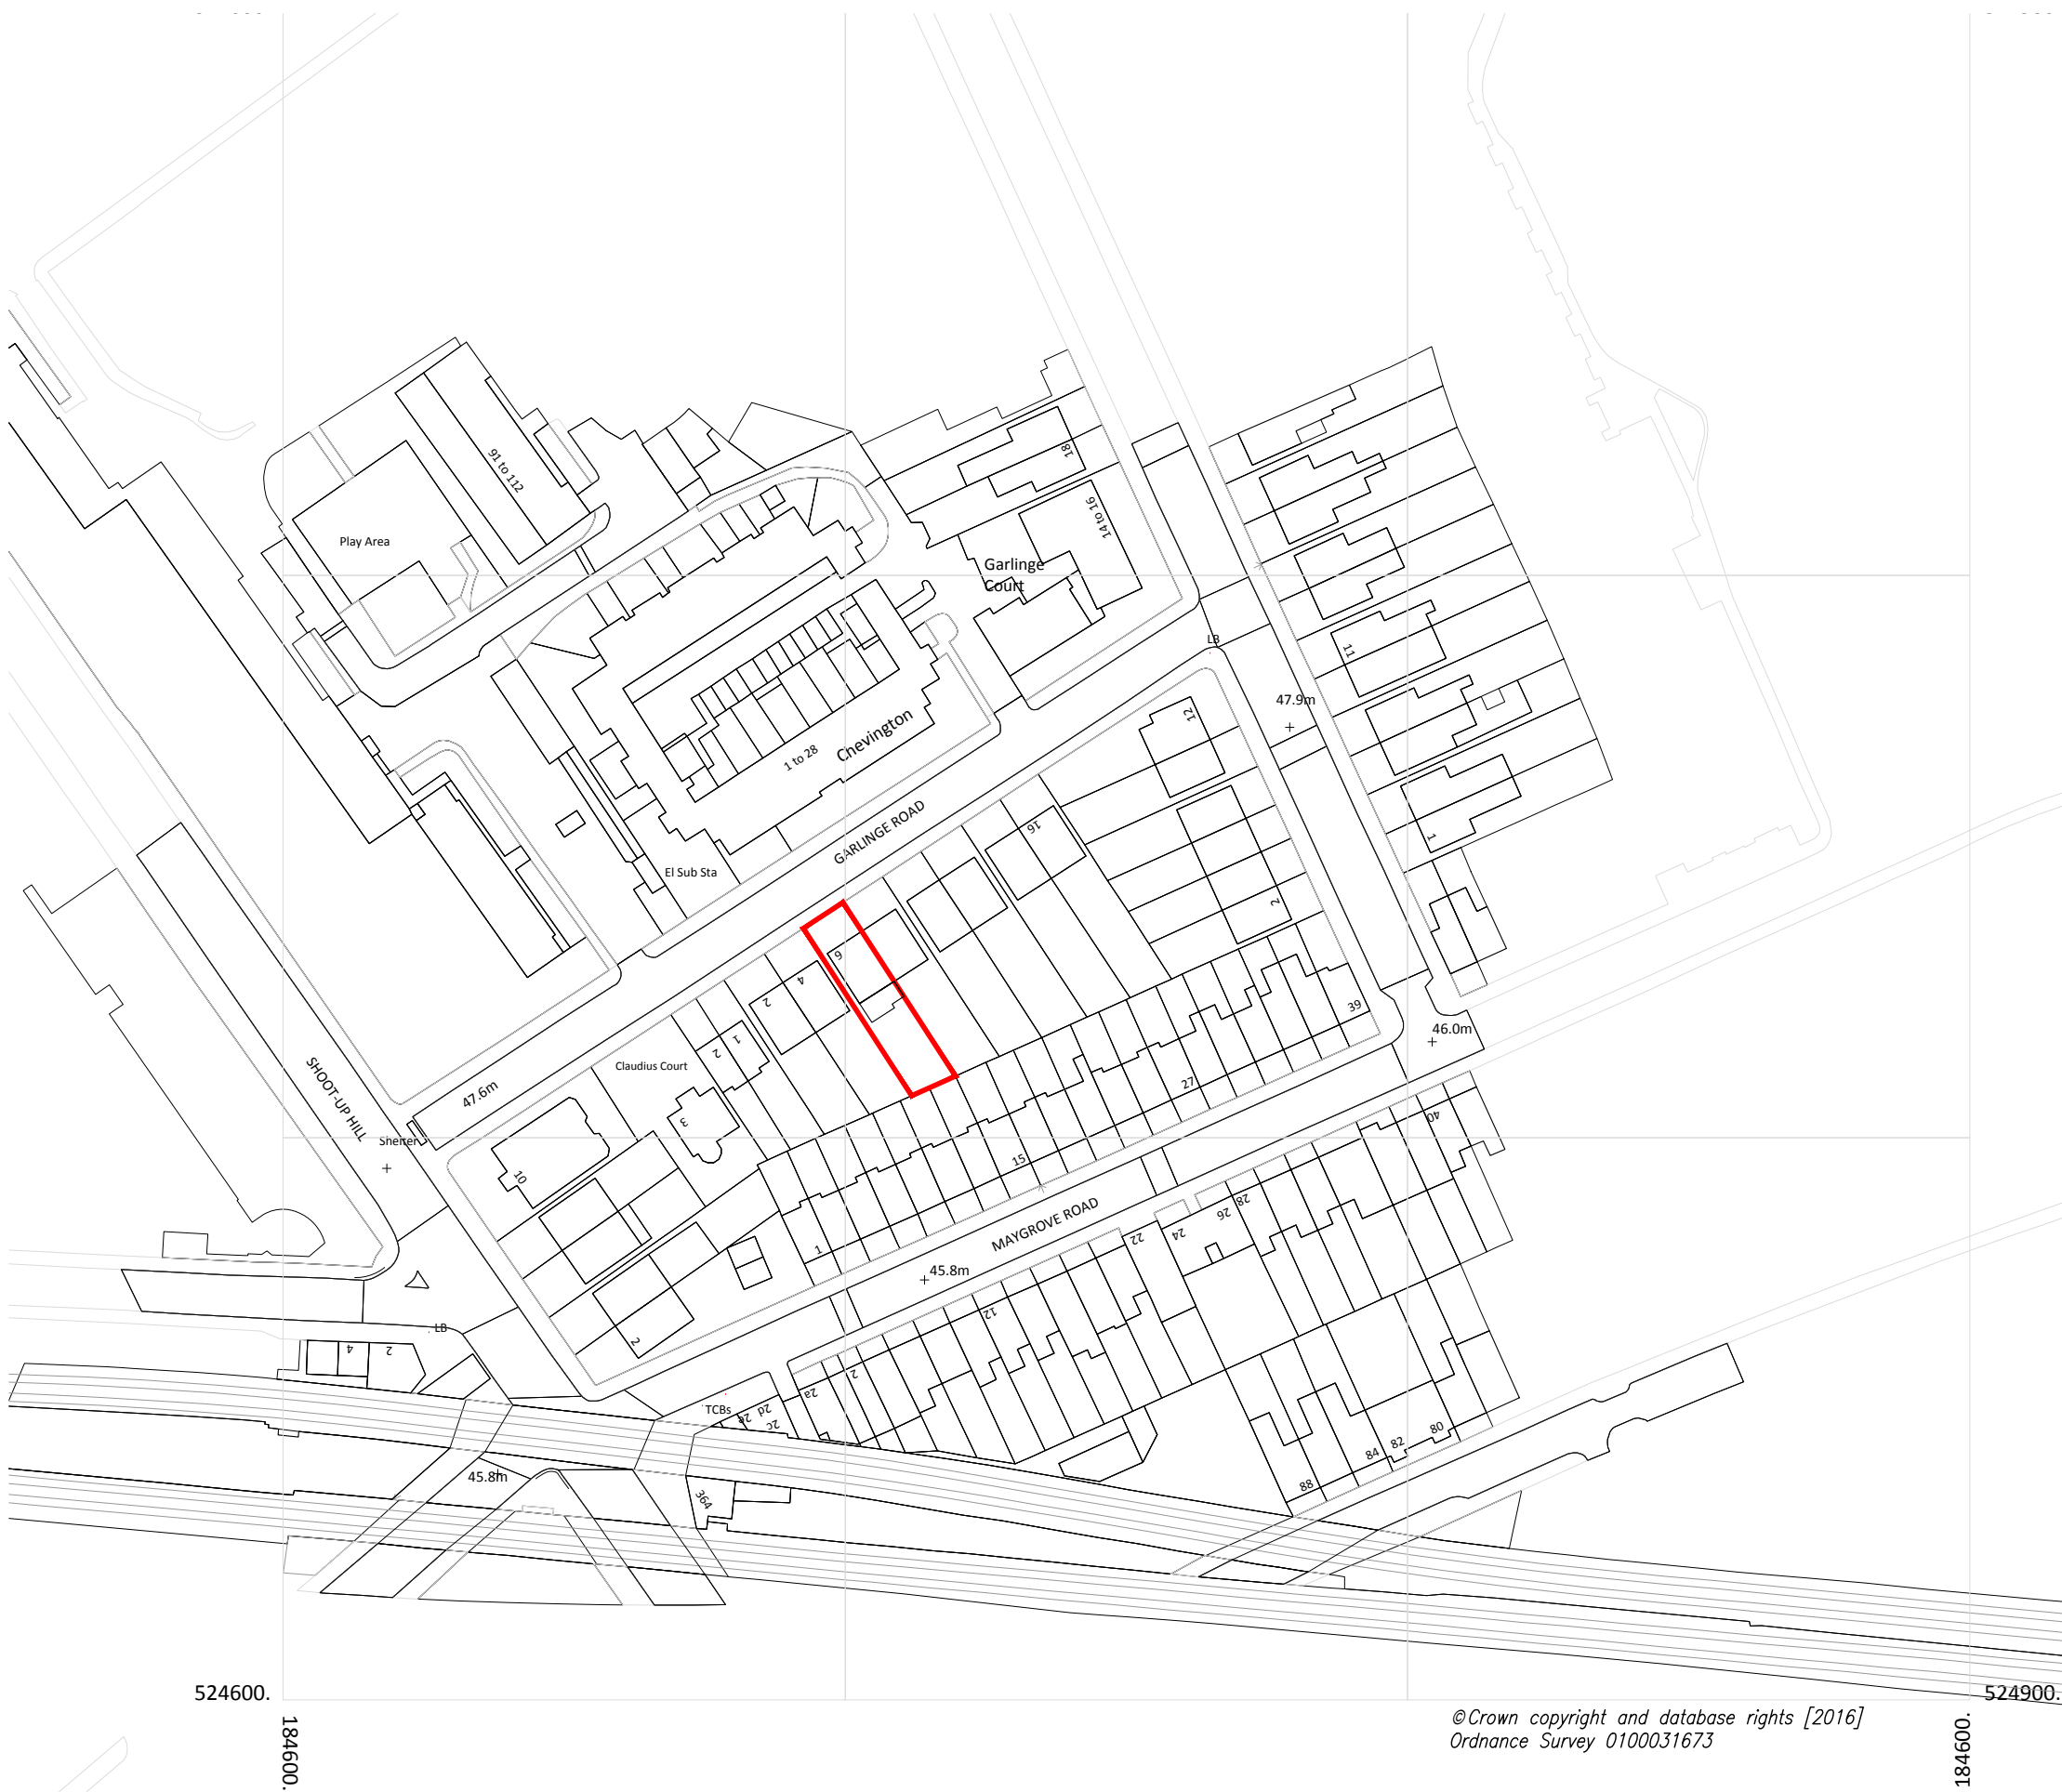 91 to 112
Play Area
18
14 to 16
Garlinge
Court
LB
11
47.9m
12
1 to 28
Chevington
GARLINGE ROAD
16
1
El Sub Sta
2
6
4
2
39
46.0m
Claudius Court
1
2
3
SHOOT-UP HILL
47.6m
Shelter
10
27
15
40
MAYGROVE ROAD
1
28
26
24
22
45.8m
12
2
LB
4
2
2
2a
TCBs
2e
2d
2c
80
82
84
88
45.8m
364
524600.
524900.
184600.
184600.
©Crown copyright and database rights [2016]
Ordnance Survey 0100031673